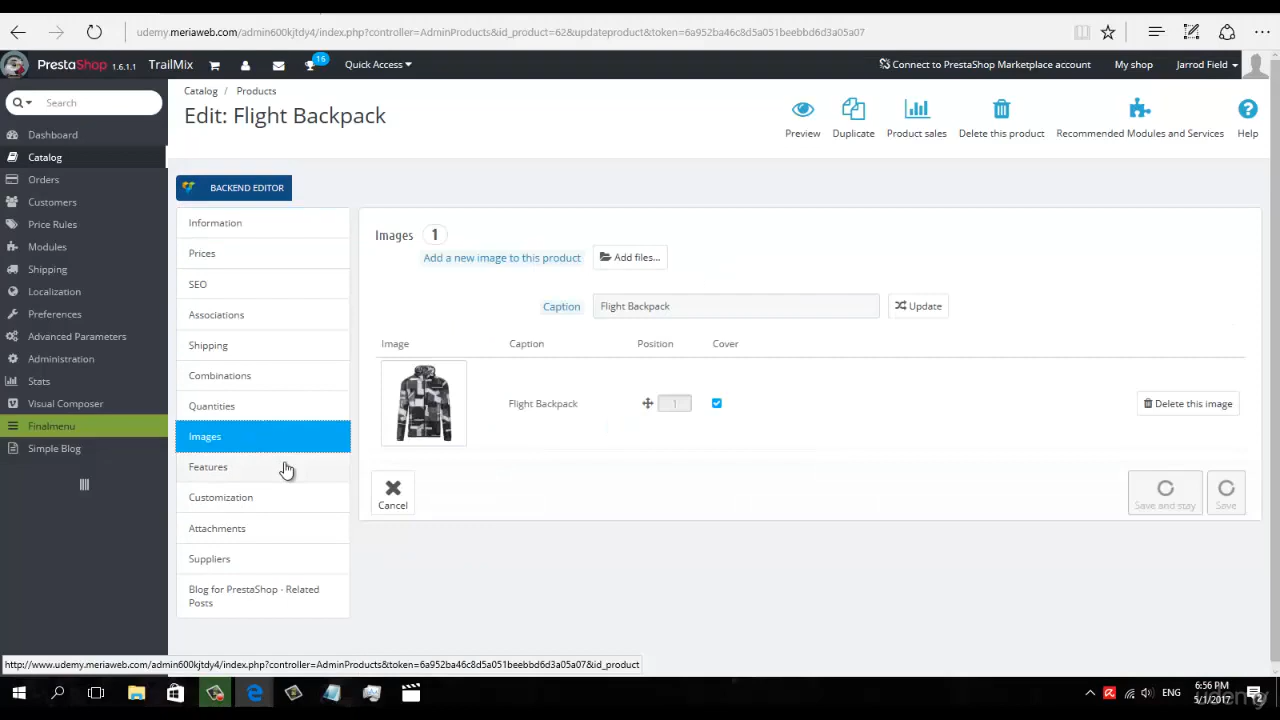 udemy.meriaweb.com/admin600kjtdy4/index.php?controller=AdminProducts&id_product=62&updateproduct&token=6a952ba46c8d5a051beebbd6d3a05a07
PrestaShop 1.6.1.1 TrailMix 16 Quick Access Connect to PrestaShop Marketplace account My shop Jarrod Field
Search
Dashboard
Catalog
Orders
Customers
Price Rules
Modules
Shipping
Localization
Preferences
Advanced Parameters
Administration
Stats
Visual Composer
Finalmenu
Simple Blog
Catalog / Products
Edit: Flight Backpack
Preview Duplicate Product sales Delete this product Recommended Modules and Services Help
BACKEND EDITOR
Information
Prices
SEO
Associations
Shipping
Combinations
Quantities
Images
Features
Customization
Attachments
Suppliers
Blog for PrestaShop - Related
Posts
Images 1
Add a new image to this product Add files...
Caption Flight Backpack Update
Image Caption Position Cover
Flight Backpack 1 Delete this image
Cancel Save and stay Save
http://www.udemy.meriaweb.com/admin600kjtdy4/index.php?controller=AdminProducts&token=6a952ba46c8d5a051beebbd6d3a05a07&id_product
ENG 6:56 PM
5/1/2017
udemy